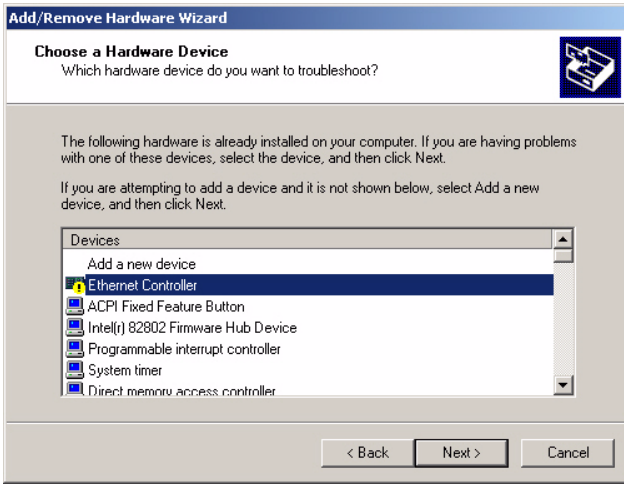 Add/Remove Hardware Wizard
Choose a Hardware Device
Which hardware device do you want to troubleshoot?
The following hardware is already installed on your computer. If you are having problems
with one of these devices, select the device, and then click Next.
If you are attempting to add a device and it is not shown below, select Add a new
device, and then click Next.
Devices
Add a new device
Ethernet Controller
ACPI Fixed Feature Button
Intel(r) 82802 Firmware Hub Device
Programmable interrupt controller
System timer
Direct memory access controller
< Back
Next >
Cancel